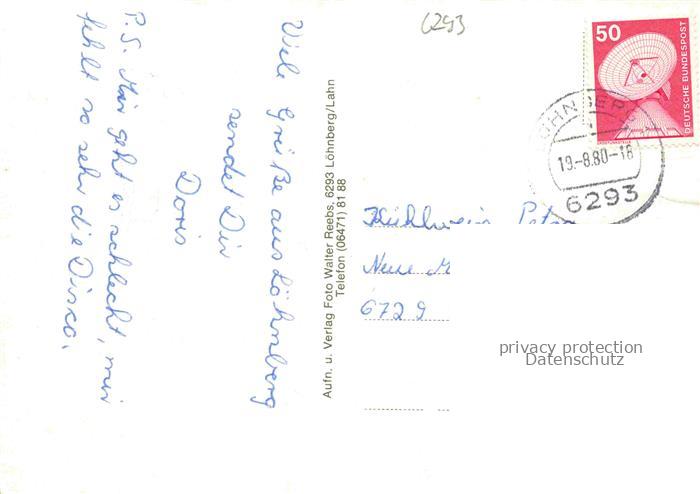 6293
50
DEUTSCHE BUNDESPOST
LÖHNBERG
19.-8.80-18
6293
Viele Grüße aus Löhnberg
sendet Dir
Doris
P.S. Mir geht es schlecht, mir
fehlt so sehr die Disco.
Aufn. u. Verlag Foto Walter Reebs, 6293 Löhnberg/Lahn
Telefon (06471) 81 88
Petra
Neue M
6729
privacy protection
Datenschutz